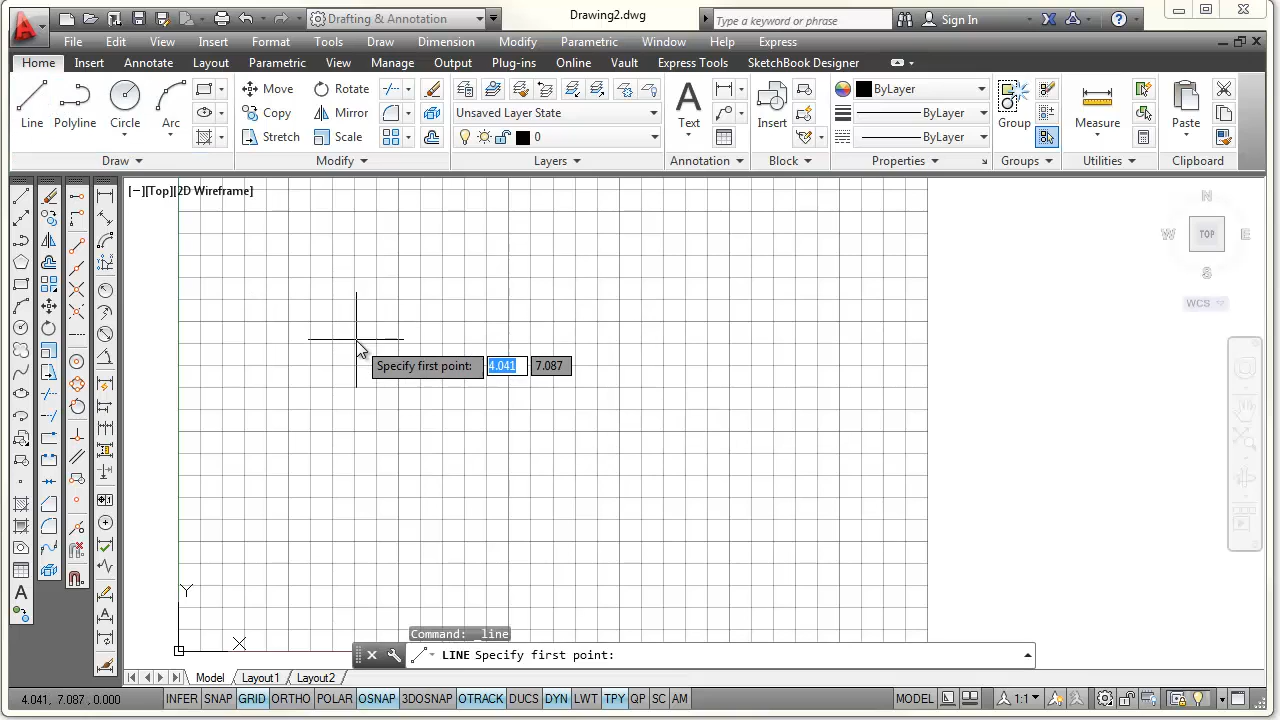 Drafting & Annotation
Drawing2.dwg
Type a keyword or phrase
Sign In
File Edit View Insert Format Tools Draw Dimension Modify Parametric Window Help Express
Home Insert Annotate Layout Parametric View Manage Output Plug-ins Online Vault Express Tools SketchBook Designer
Line Polyline Circle Arc
Move Rotate
Copy Mirror
Stretch Scale
Unsaved Layer State
0
Text
Insert
ByLayer
ByLayer
ByLayer
Group
Measure
Paste
Draw Modify Layers Annotation Block Properties Groups Utilities Clipboard
[−][Top][2D Wireframe]
N
W TOP E
S
WCS
Specify first point: 4.041 7.087
Y
X
A
A
Command: _line
LINE Specify first point:
Model Layout1 Layout2
4.041, 7.087 , 0.000 INFER SNAP GRID ORTHO POLAR OSNAP 3DOSNAP OTRACK DUCS DYN LWT TPY QP SC AM MODEL 1:1